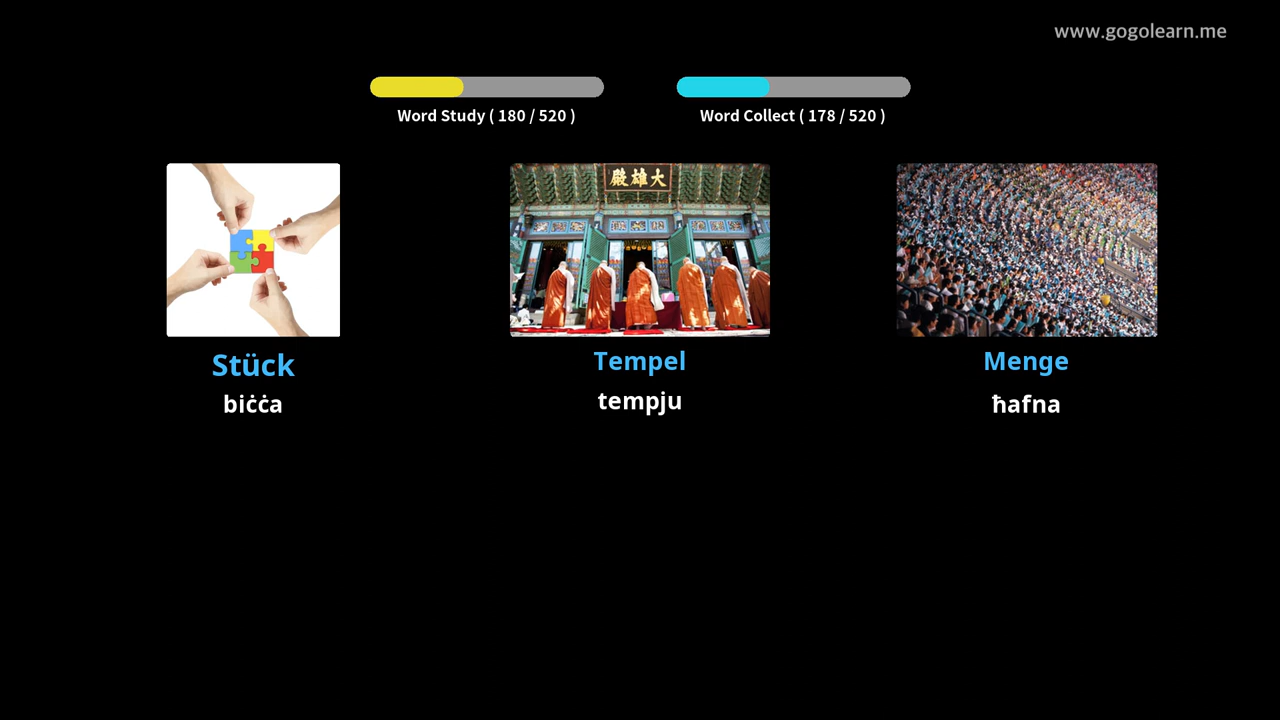 www.gogolearn.me
Word Study ( 180 / 520 )
Word Collect ( 178 / 520 )
殿雄大
Stück
biċċa
Tempel
tempju
Menge
ħafna